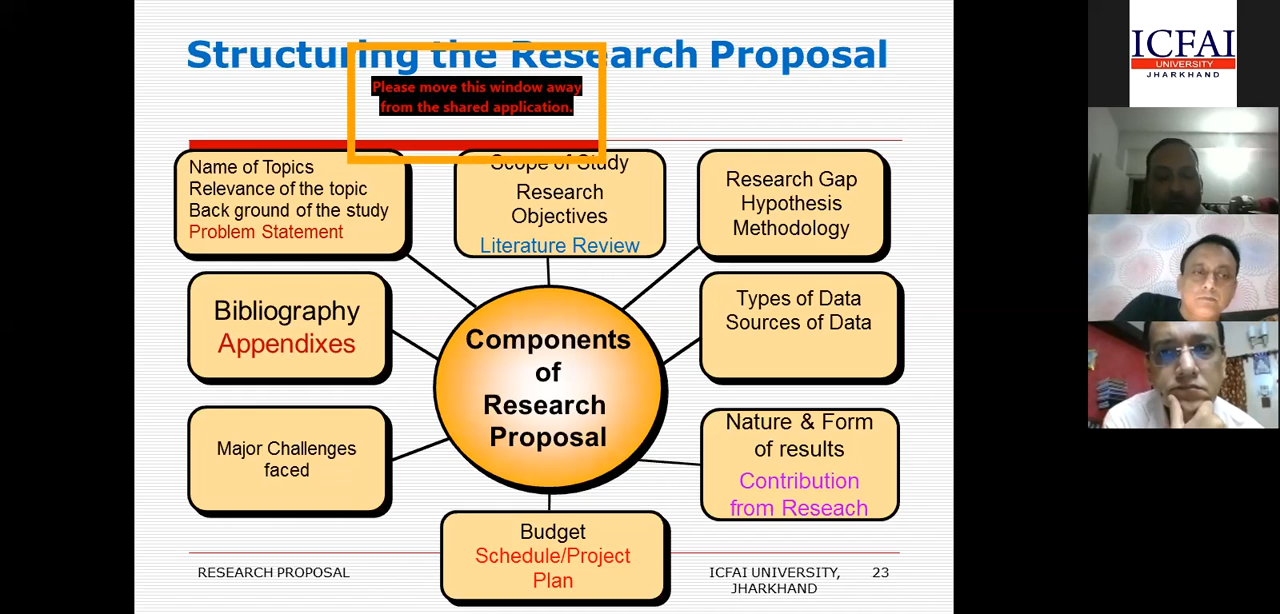 Structuring the Research Proposal
Please move this window away
from the shared application.
Name of Topics
Relevance of the topic
Back ground of the study
Problem Statement
Scope of Study
Research
Objectives
Literature Review
Research Gap
Hypothesis
Methodology
Bibliography
Appendixes
Components
of
Research
Proposal
Types of Data
Sources of Data
Major Challenges
faced
Nature & Form
of results
Contribution
from Reseach
Budget
Schedule/Project
Plan
RESEARCH PROPOSAL
ICFAI UNIVERSITY,
JHARKHAND
23
ICFAI
UNIVERSITY
JHARKHAND